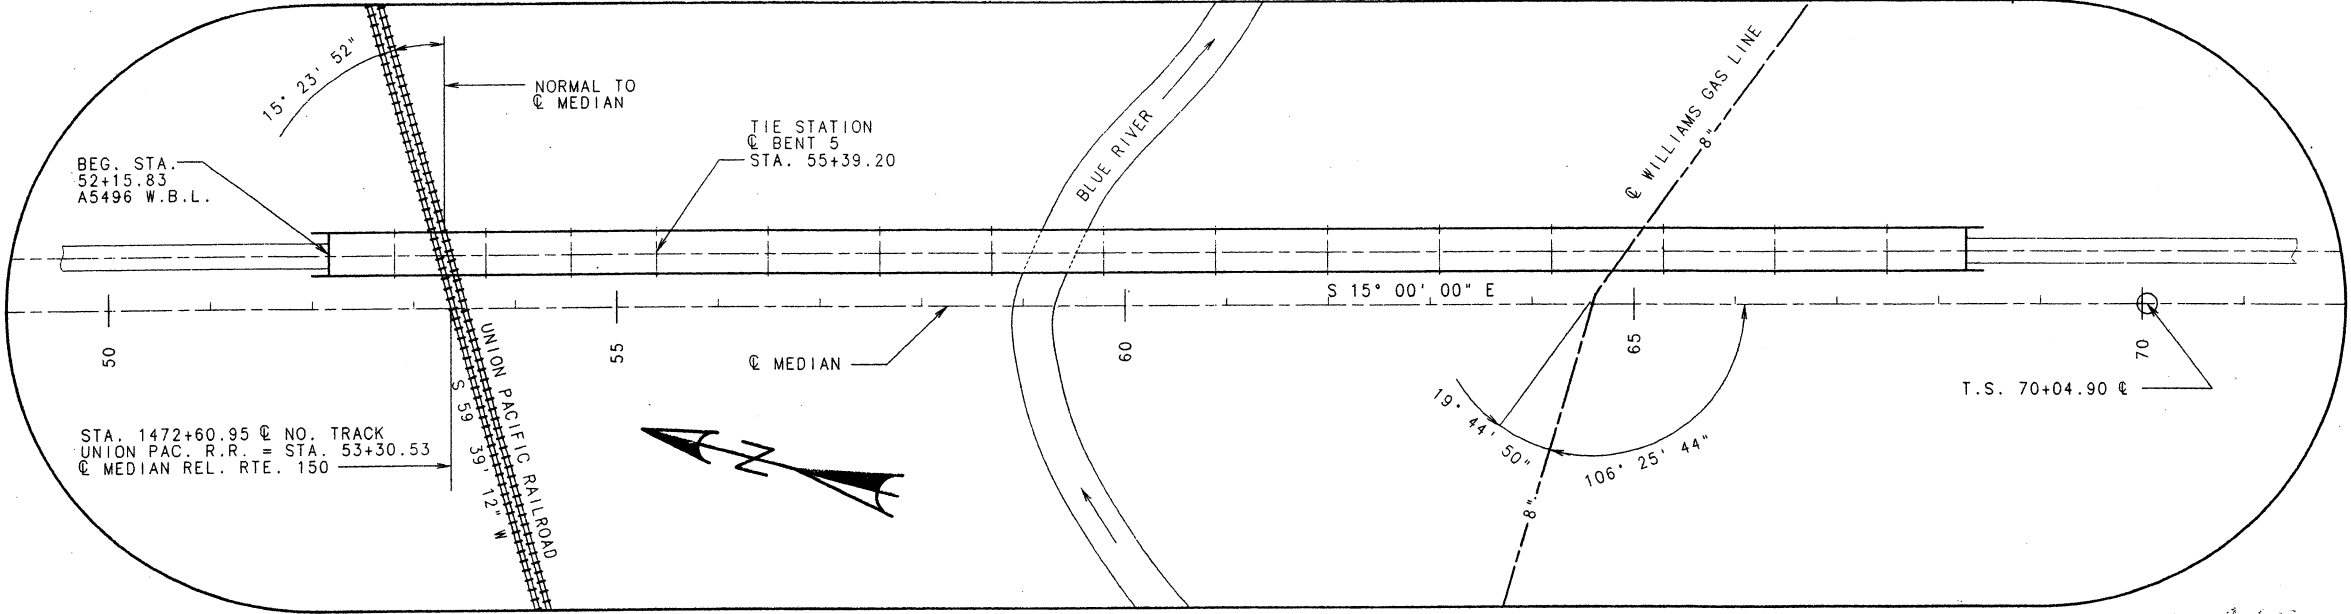 15° 23' 52"
NORMAL TO
℄ MEDIAN
BEG. STA.
52+15.83
A5496 W.B.L.
TIE STATION
℄ BENT 5
STA. 55+39.20
BLUE RIVER
℄ WILLIAMS GAS LINE
8"
S 15° 00' 00" E
50
55
60
65
70
℄ MEDIAN
UNION PACIFIC RAILROAD
S 59 39' 12" W
STA. 1472+60.95 ℄ NO. TRACK
UNION PAC. R.R. = STA. 53+30.53
℄ MEDIAN REL. RTE. 150
N
19° 44' 50"
106° 25' 44"
8"
T.S. 70+04.90 ℄